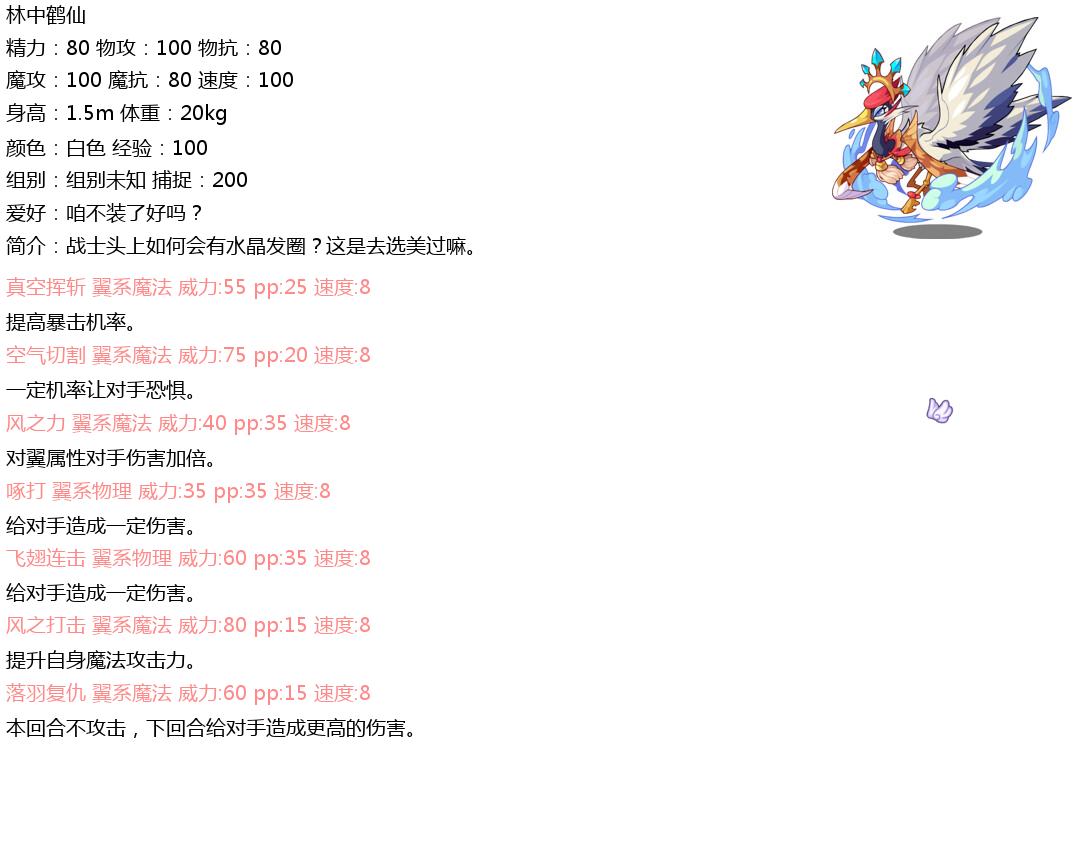 林中鹤仙
精力：80 物攻：100 物抗：80
魔攻：100 魔抗：80 速度：100
身高：1.5m 体重：20kg
颜色：白色 经验：100
组别：组别未知 捕捉：200
爱好：咱不装了好吗？
简介：战士头上如何会有水晶发圈？这是去选美过嘛。
真空挥斩 翼系魔法 威力:55 pp:25 速度:8
提高暴击机率。
空气切割 翼系魔法 威力:75 pp:20 速度:8
一定机率让对手恐惧。
风之力 翼系魔法 威力:40 pp:35 速度:8
对翼属性对手伤害加倍。
啄打 翼系物理 威力:35 pp:35 速度:8
给对手造成一定伤害。
飞翅连击 翼系物理 威力:60 pp:35 速度:8
给对手造成一定伤害。
风之打击 翼系魔法 威力:80 pp:15 速度:8
提升自身魔法攻击力。
落羽复仇 翼系魔法 威力:60 pp:15 速度:8
本回合不攻击，下回合给对手造成更高的伤害。